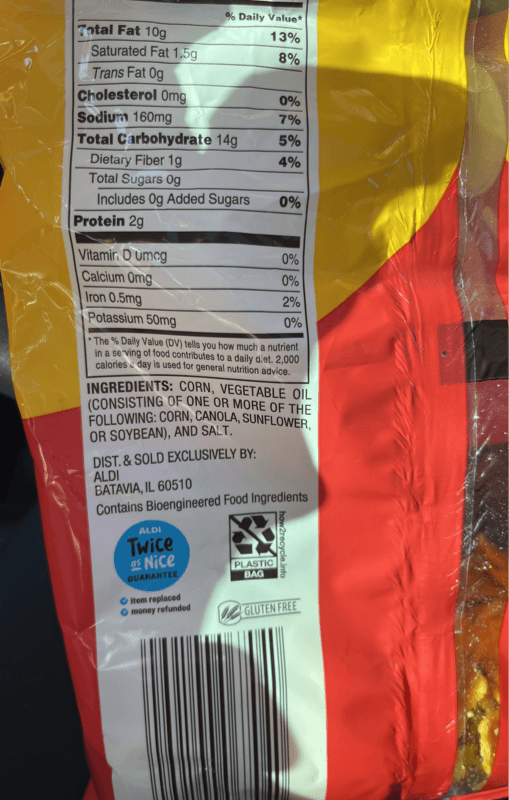 % Daily Value*
Total Fat 10g 13%
Saturated Fat 1.5g 8%
Trans Fat 0g
Cholesterol 0mg 0%
Sodium 160mg 7%
Total Carbohydrate 14g 5%
Dietary Fiber 1g 4%
Total Sugars 0g
Includes 0g Added Sugars 0%
Protein 2g
Vitamin D 0mcg 0%
Calcium 0mg 0%
Iron 0.5mg 2%
Potassium 50mg 0%
* The % Daily Value (DV) tells you how much a nutrient
in a serving of food contributes to a daily diet. 2,000
calories a day is used for general nutrition advice.
INGREDIENTS: CORN, VEGETABLE OIL
(CONSISTING OF ONE OR MORE OF THE
FOLLOWING: CORN, CANOLA, SUNFLOWER,
OR SOYBEAN), AND SALT.
DIST. & SOLD EXCLUSIVELY BY:
ALDI
BATAVIA, IL 60510
Contains Bioengineered Food Ingredients
ALDI
Twice
as Nice
GUARANTEE
item replaced
money refunded
PLASTIC
BAG
how2recycle.info
GLUTEN FREE